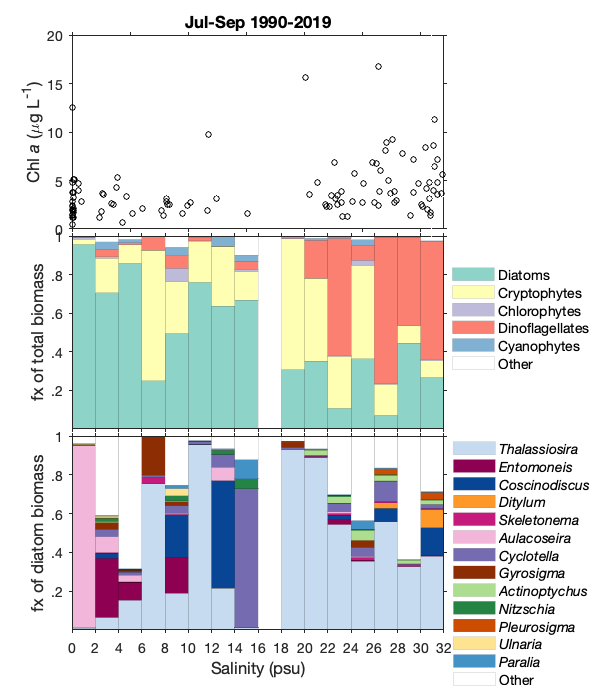 Jul-Sep 1990-2019
Chl a (μg L⁻¹)
20
15
10
5
0
fx of total biomass
1
.8
.6
.4
.2
Diatoms
Cryptophytes
Chlorophytes
Dinoflagellates
Cyanophytes
Other
fx of diatom biomass
1
.8
.6
.4
.2
0 2 4 6 8 10 12 14 16 18 20 22 24 26 28 30 32
Salinity (psu)
Thalassiosira
Entomoneis
Coscinodiscus
Ditylum
Skeletonema
Aulacoseira
Cyclotella
Gyrosigma
Actinoptychus
Nitzschia
Pleurosigma
Ulnaria
Paralia
Other